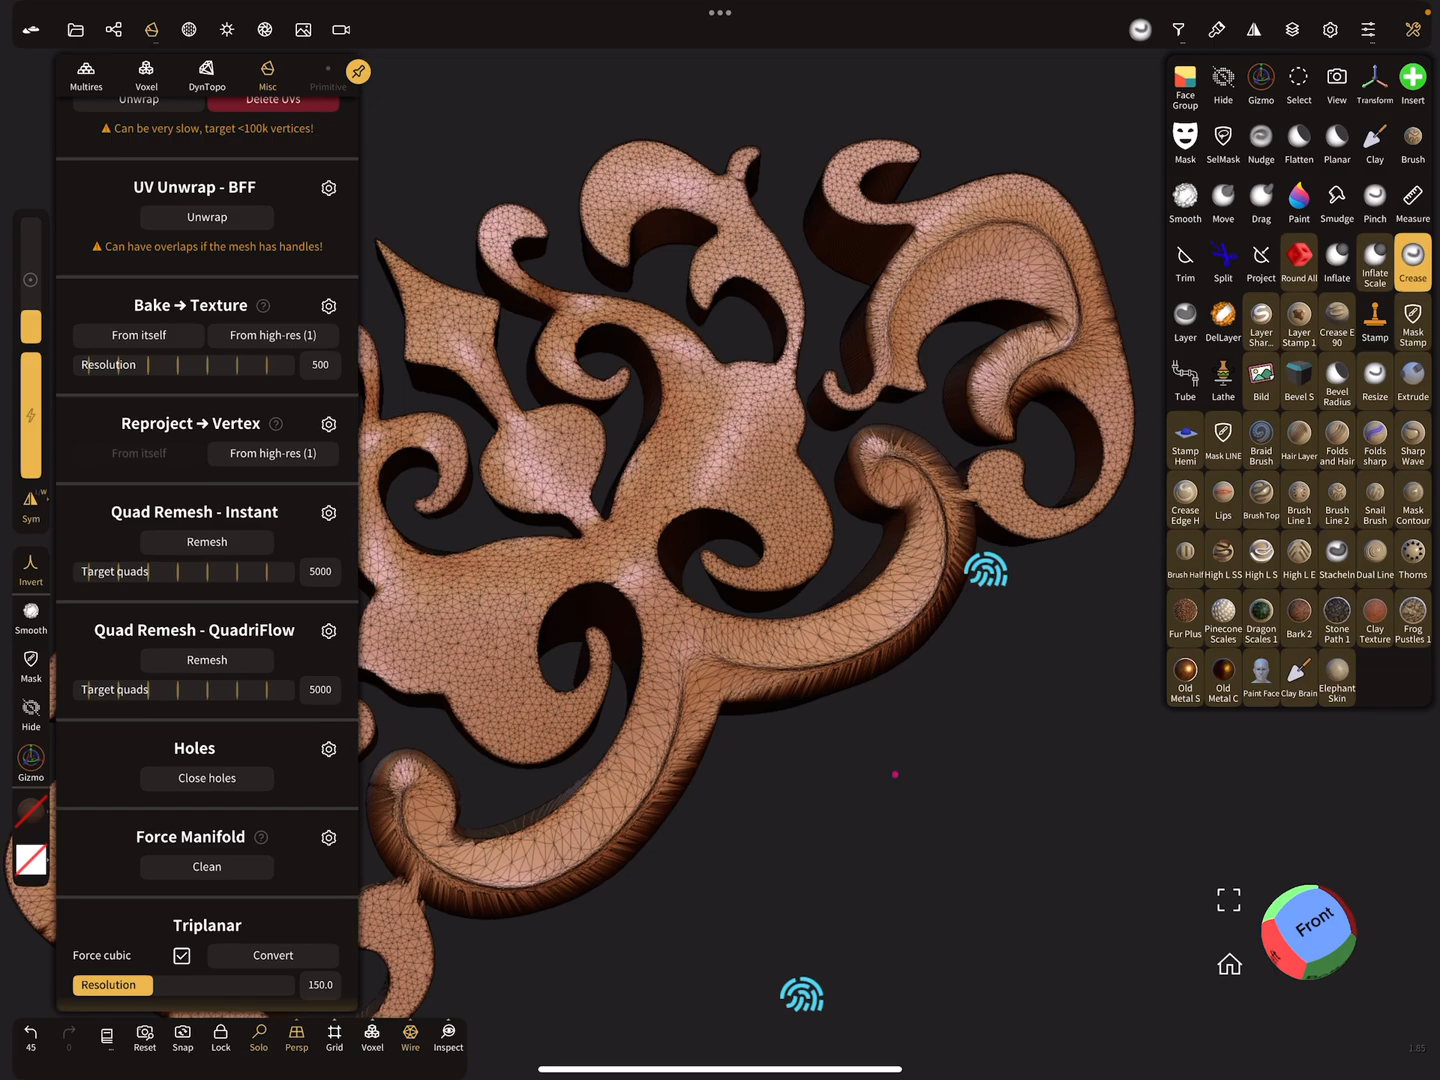 Multires
Voxel
DynTopo
Misc
Primitive
Unwrap
Delete UVs
Can be very slow, target <100k vertices!
UV Unwrap - BFF
Unwrap
Can have overlaps if the mesh has handles!
Bake → Texture
From itself
From high-res (1)
Resolution
500
Reproject → Vertex
From itself
From high-res (1)
Quad Remesh - Instant
Remesh
Target quads
5000
Quad Remesh - QuadriFlow
Remesh
Target quads
5000
Holes
Close holes
Force Manifold
Clean
Triplanar
Force cubic
Convert
Resolution
150.0
Sym
Invert
Smooth
Mask
Hide
Gizmo
45
0
...
Reset
Snap
Lock
Solo
Persp
Grid
Voxel
Wire
Inspect
Face Group
Hide
Gizmo
Select
View
Transform
Insert
Mask
SelMask
Nudge
Flatten
Planar
Clay
Brush
Smooth
Move
Drag
Paint
Smudge
Pinch
Measure
Trim
Split
Project
Round All
Inflate
Inflate Scale
Crease
Layer
DelLayer
Layer Shar...
Layer Stamp 1
Crease E 90
Stamp
Mask Stamp
Tube
Lathe
Bild
Bevel S
Bevel Radius
Resize
Extrude
Stamp Hemi
Mask LINE
Braid Brush
Hair Layer
Folds and Hair
Folds sharp
Sharp Wave
Crease Edge H
Lips
Brush Top
Brush Line 1
Brush Line 2
Snail Brush
Mask Contour
Brush Half
High L SS
High L S
High L E
Stacheln
Dual Line
Thorns
Fur Plus
Pinecone Scales
Dragon Scales 1
Bark 2
Stone Path 1
Clay Texture
Frog Pustles 1
Old Metal S
Old Metal C
Paint Face
Clay Brain
Elephant Skin
Front
1.85